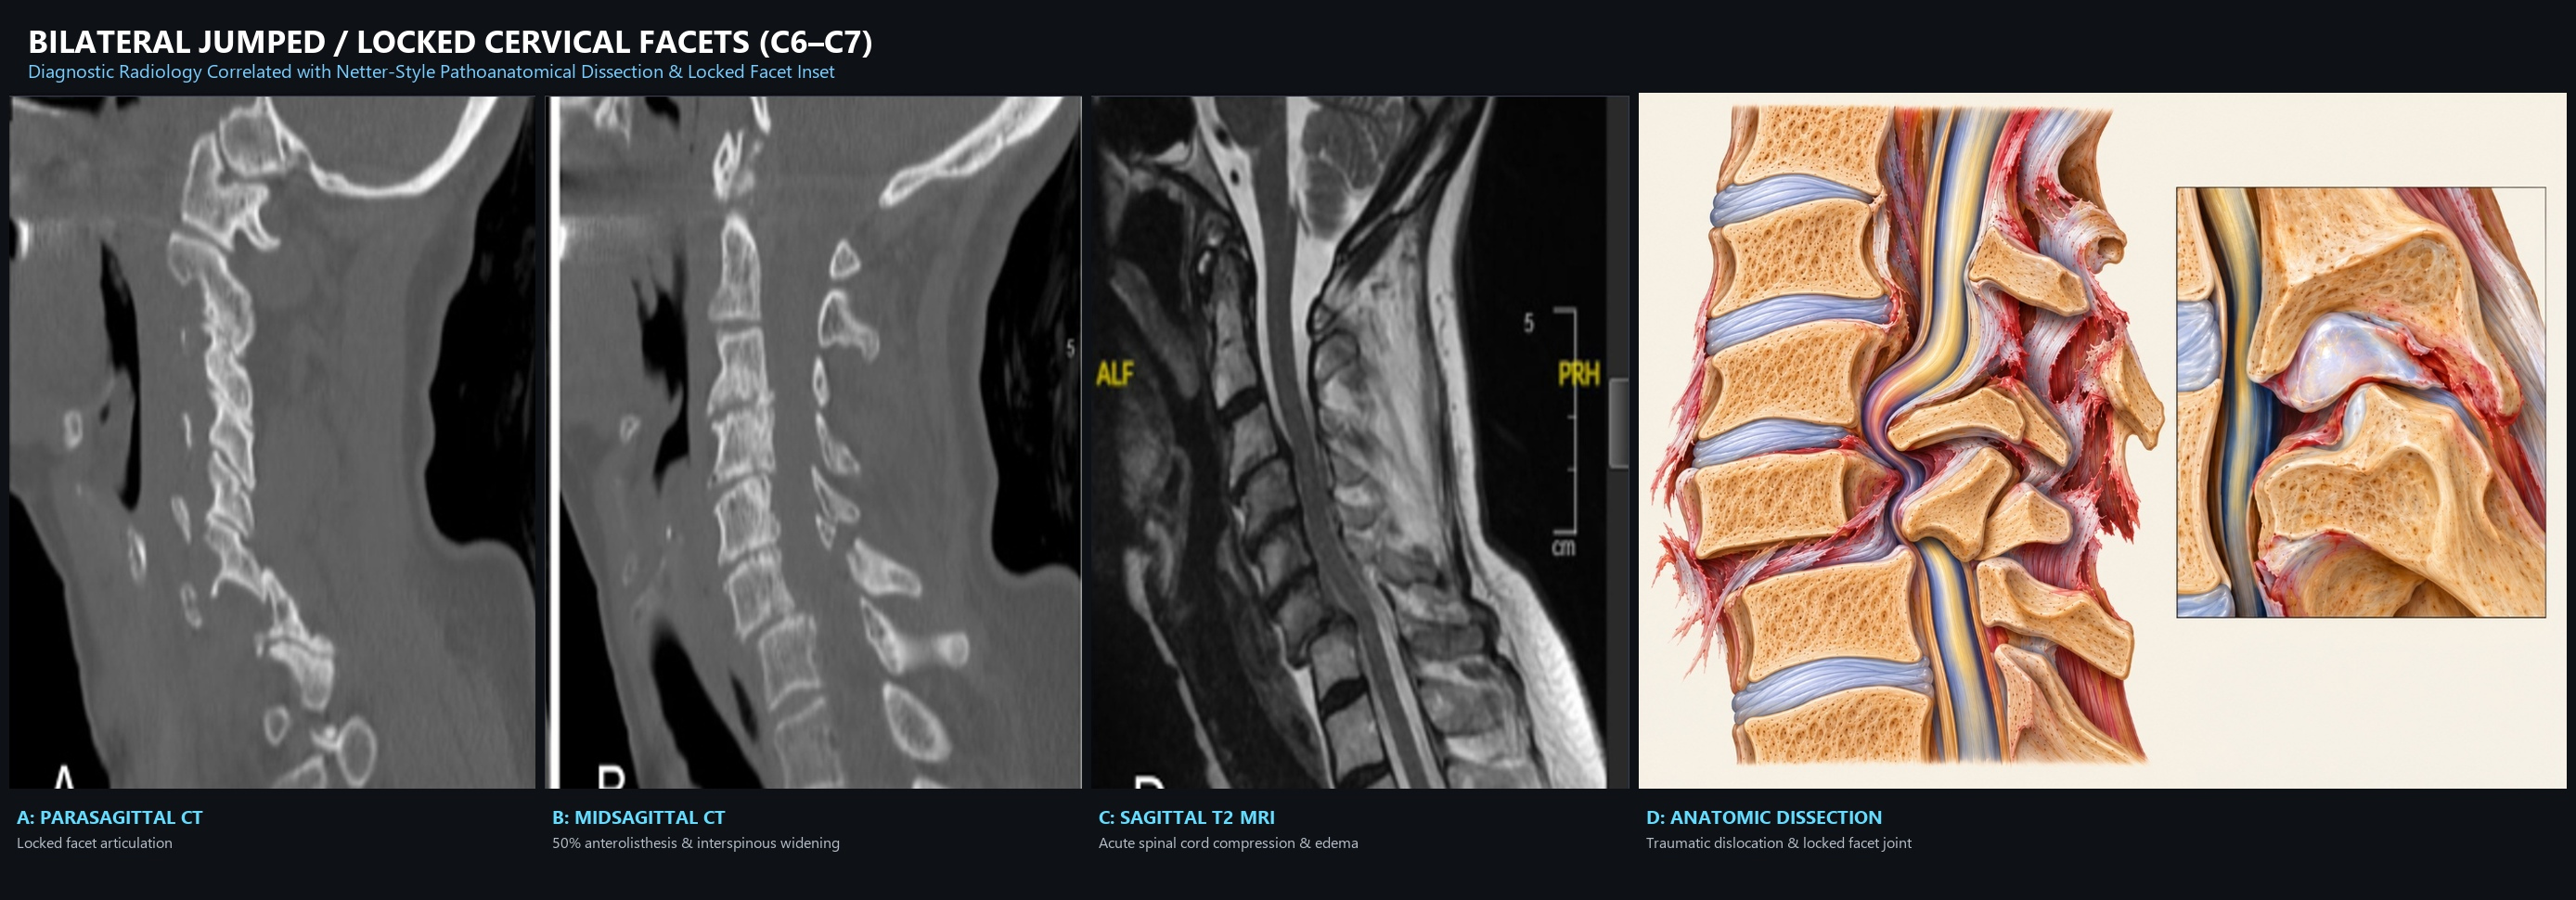 BILATERAL JUMPED / LOCKED CERVICAL FACETS (C6–C7)
Diagnostic Radiology Correlated with Netter-Style Pathoanatomical Dissection & Locked Facet Inset
5
5
ALF
PRH
cm
A
B
D
A: PARASAGITTAL CT
Locked facet articulation
B: MIDSAGITTAL CT
50% anterolisthesis & interspinous widening
C: SAGITTAL T2 MRI
Acute spinal cord compression & edema
D: ANATOMIC DISSECTION
Traumatic dislocation & locked facet joint